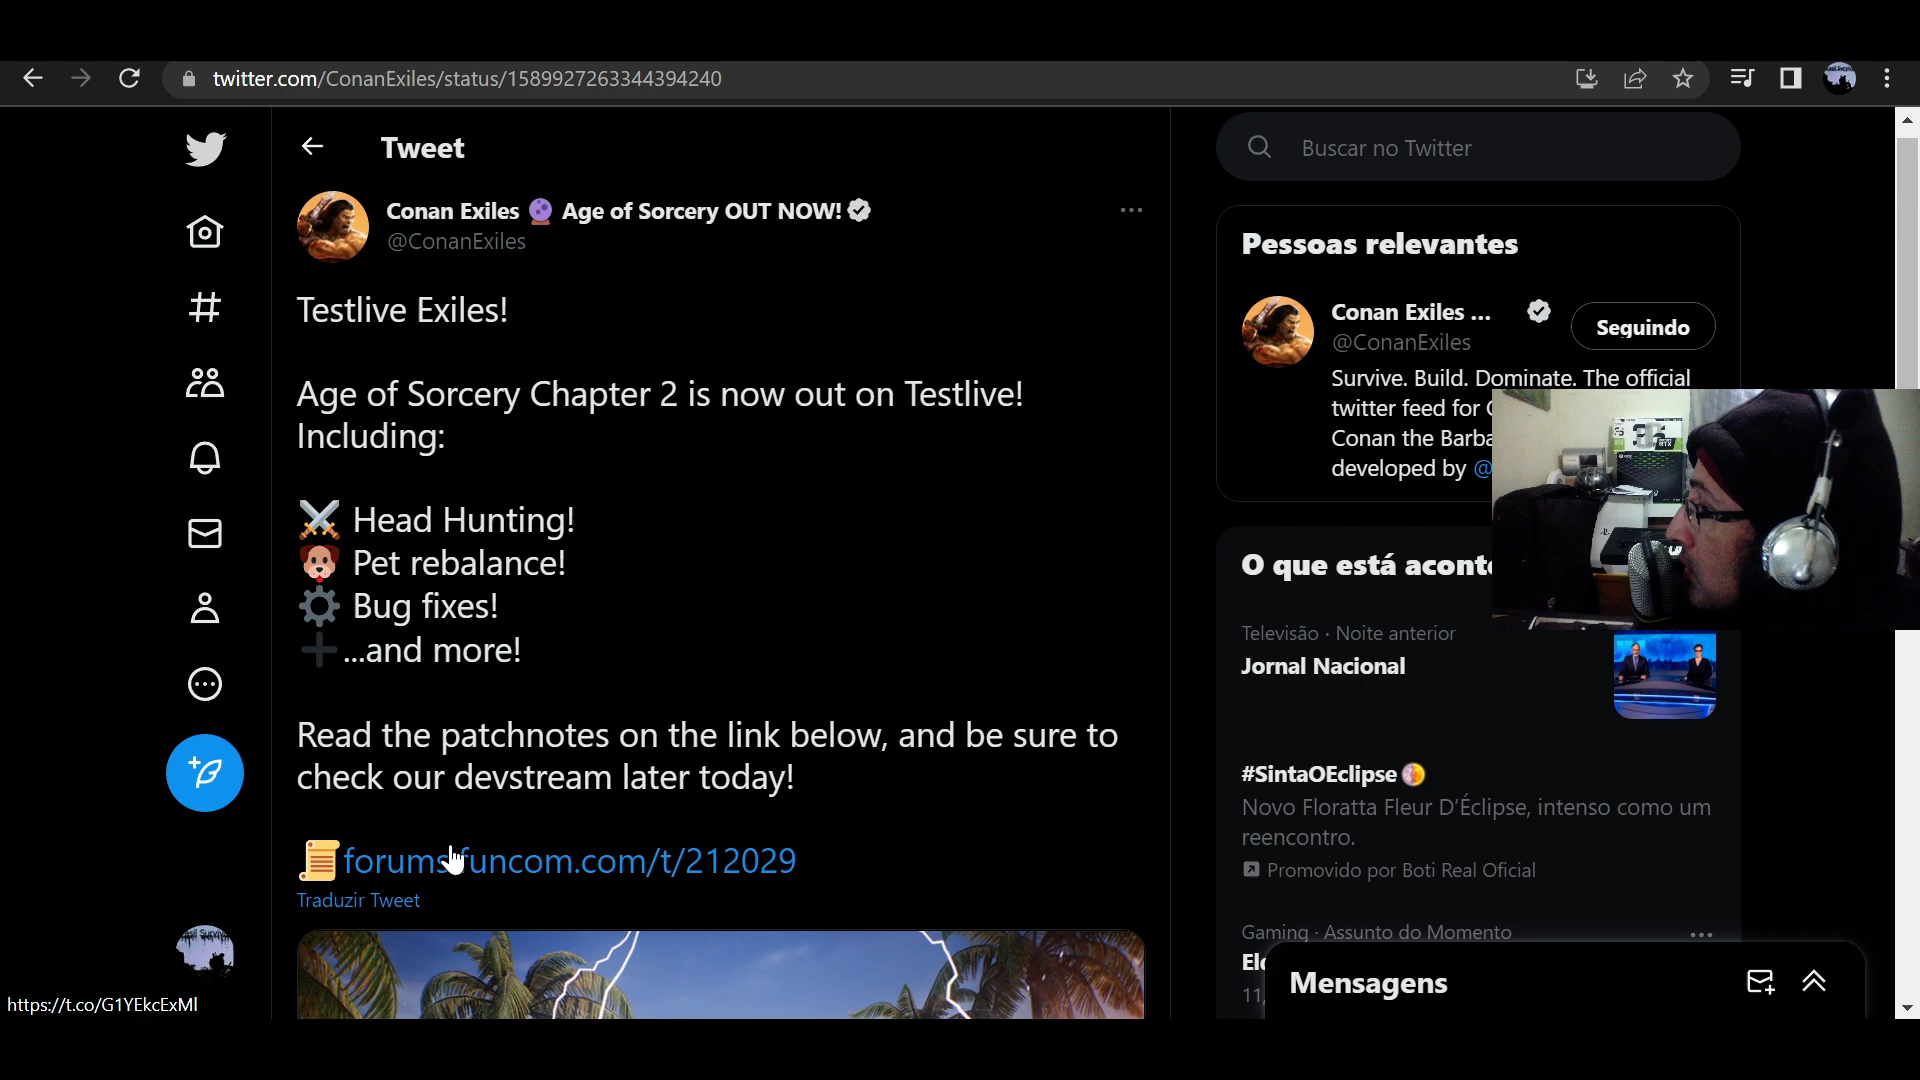 twitter.com/ConanExiles/status/1589927263344394240
Tweet
Conan Exiles 🔮 Age of Sorcery OUT NOW!
@ConanExiles
Testlive Exiles!
Age of Sorcery Chapter 2 is now out on Testlive!
Including:
⚔️ Head Hunting!
🐶 Pet rebalance!
⚙️ Bug fixes!
➕...and more!
Read the patchnotes on the link below, and be sure to
check our devstream later today!
📜forums.funcom.com/t/212029
Traduzir Tweet
https://t.co/G1YEkcExMl
Buscar no Twitter
Pessoas relevantes
Conan Exiles ...
@ConanExiles
Seguindo
Survive. Build. Dominate. The official
twitter feed for
Conan the Barba
developed by @
O que está aconte
Televisão · Noite anterior
Jornal Nacional
#SintaOEclipse
Novo Floratta Fleur D'Éclipse, intenso como um
reencontro.
Promovido por Boti Real Oficial
Gaming · Assunto do Momento
Mensagens